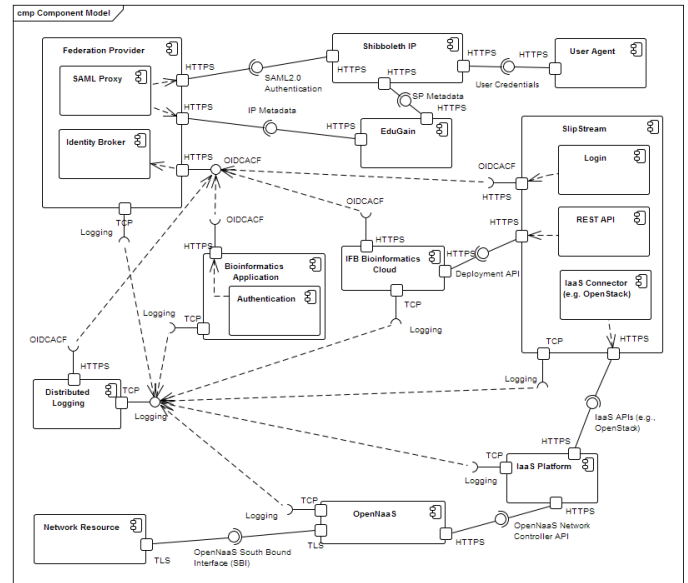 cmp Component Model
Federation Provider
SAML Proxy
HTTPS
HTTPS
Identity Broker
HTTPS
SAML2.0
Authentication
IP Metadata
Shibboleth IP
HTTPS
HTTPS
HTTPS
User Credentials
HTTPS
User Agent
SP Metadata
HTTPS
HTTPS
EduGain
OIDCACF
SlipStream
Login
OIDCACF
HTTPS
REST API
HTTPS
TCP
Logging
OIDCACF
OIDCACF
HTTPS
Bioinformatics
Application
Authentication
HTTPS
IFB Bioinformatics
Cloud
HTTPS
Deployment API
IaaS Connector
(e.g. OpenStack)
TCP
Logging
Logging
TCP
OIDCACF
HTTPS
Distributed
Logging
TCP
Logging
TCP
HTTPS
Logging
IaaS APIs (e.g.,
OpenStack)
HTTPS
TCP
IaaS Platform
Logging
HTTPS
TCP
Logging
OpenNaaS
OpenNaaS Network
Controller API
HTTPS
Network Resource
TLS
OpenNaaS South Bound
Interface (SBI)
TLS